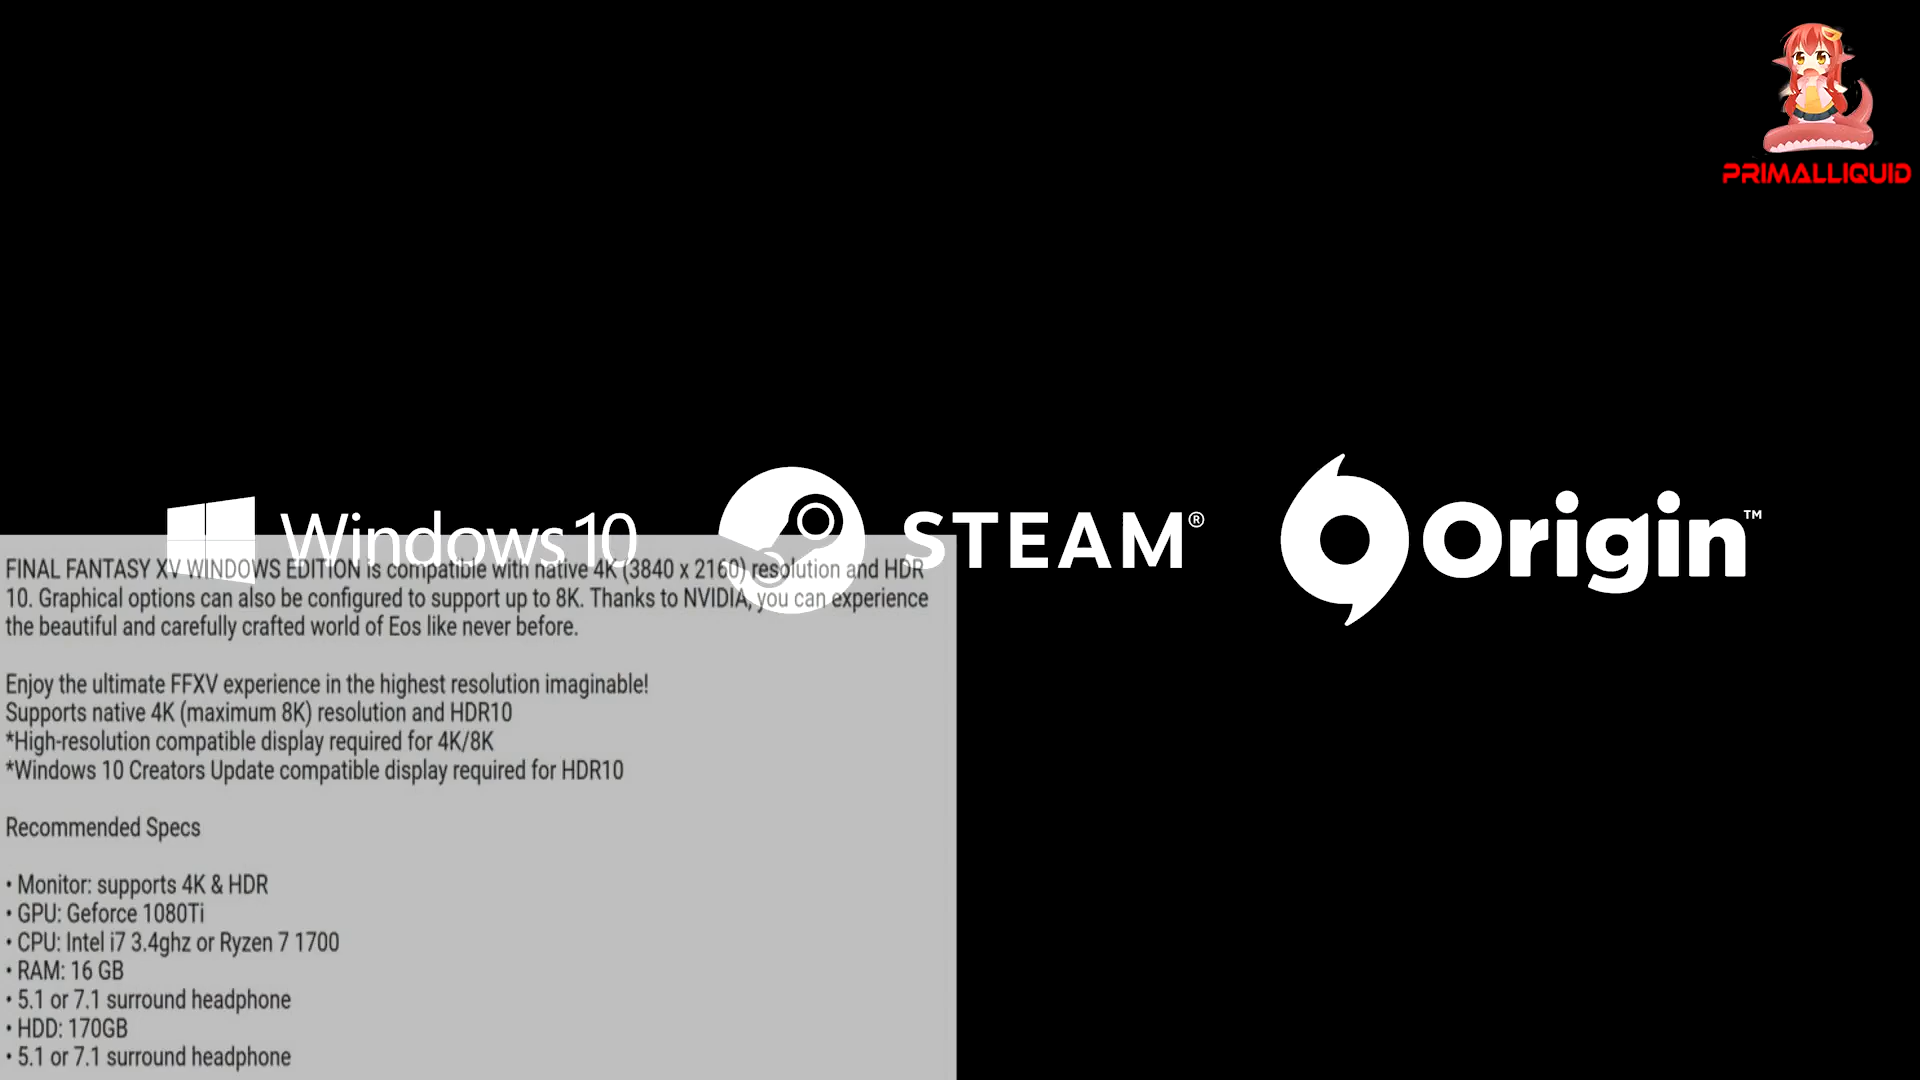 PRIMALLIQUID
Windows 10
STEAM®
Origin™
FINAL FANTASY XV WINDOWS EDITION is compatible with native 4K (3840 x 2160) resolution and HDR
10. Graphical options can also be configured to support up to 8K. Thanks to NVIDIA, you can experience
the beautiful and carefully crafted world of Eos like never before.
Enjoy the ultimate FFXV experience in the highest resolution imaginable!
Supports native 4K (maximum 8K) resolution and HDR10
*High-resolution compatible display required for 4K/8K
*Windows 10 Creators Update compatible display required for HDR10
Recommended Specs
• Monitor: supports 4K & HDR
• GPU: Geforce 1080Ti
• CPU: Intel i7 3.4ghz or Ryzen 7 1700
• RAM: 16 GB
• 5.1 or 7.1 surround headphone
• HDD: 170GB
• 5.1 or 7.1 surround headphone